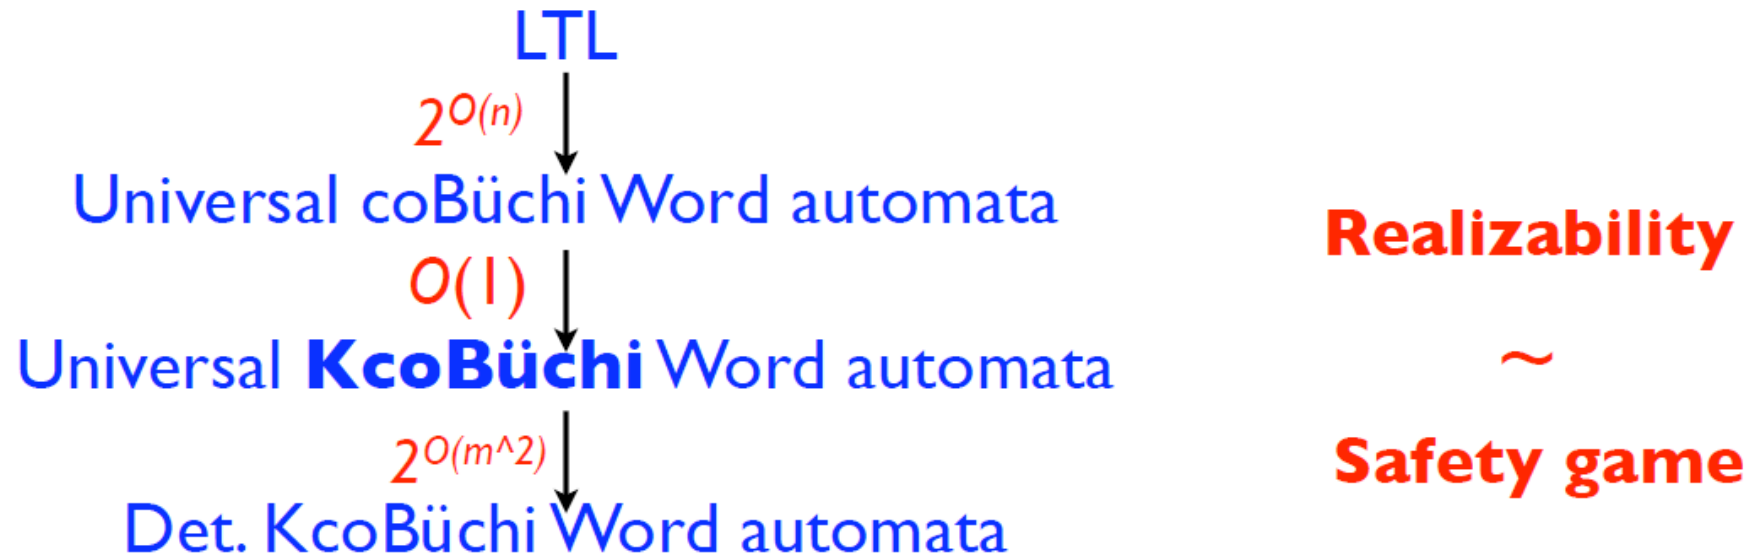 LTL
2^O(n)
Universal coBüchi Word automata
O(1)
Universal KcoBüchi Word automata
2^O(m^2)
Det. KcoBüchi Word automata
Realizability
~
Safety game